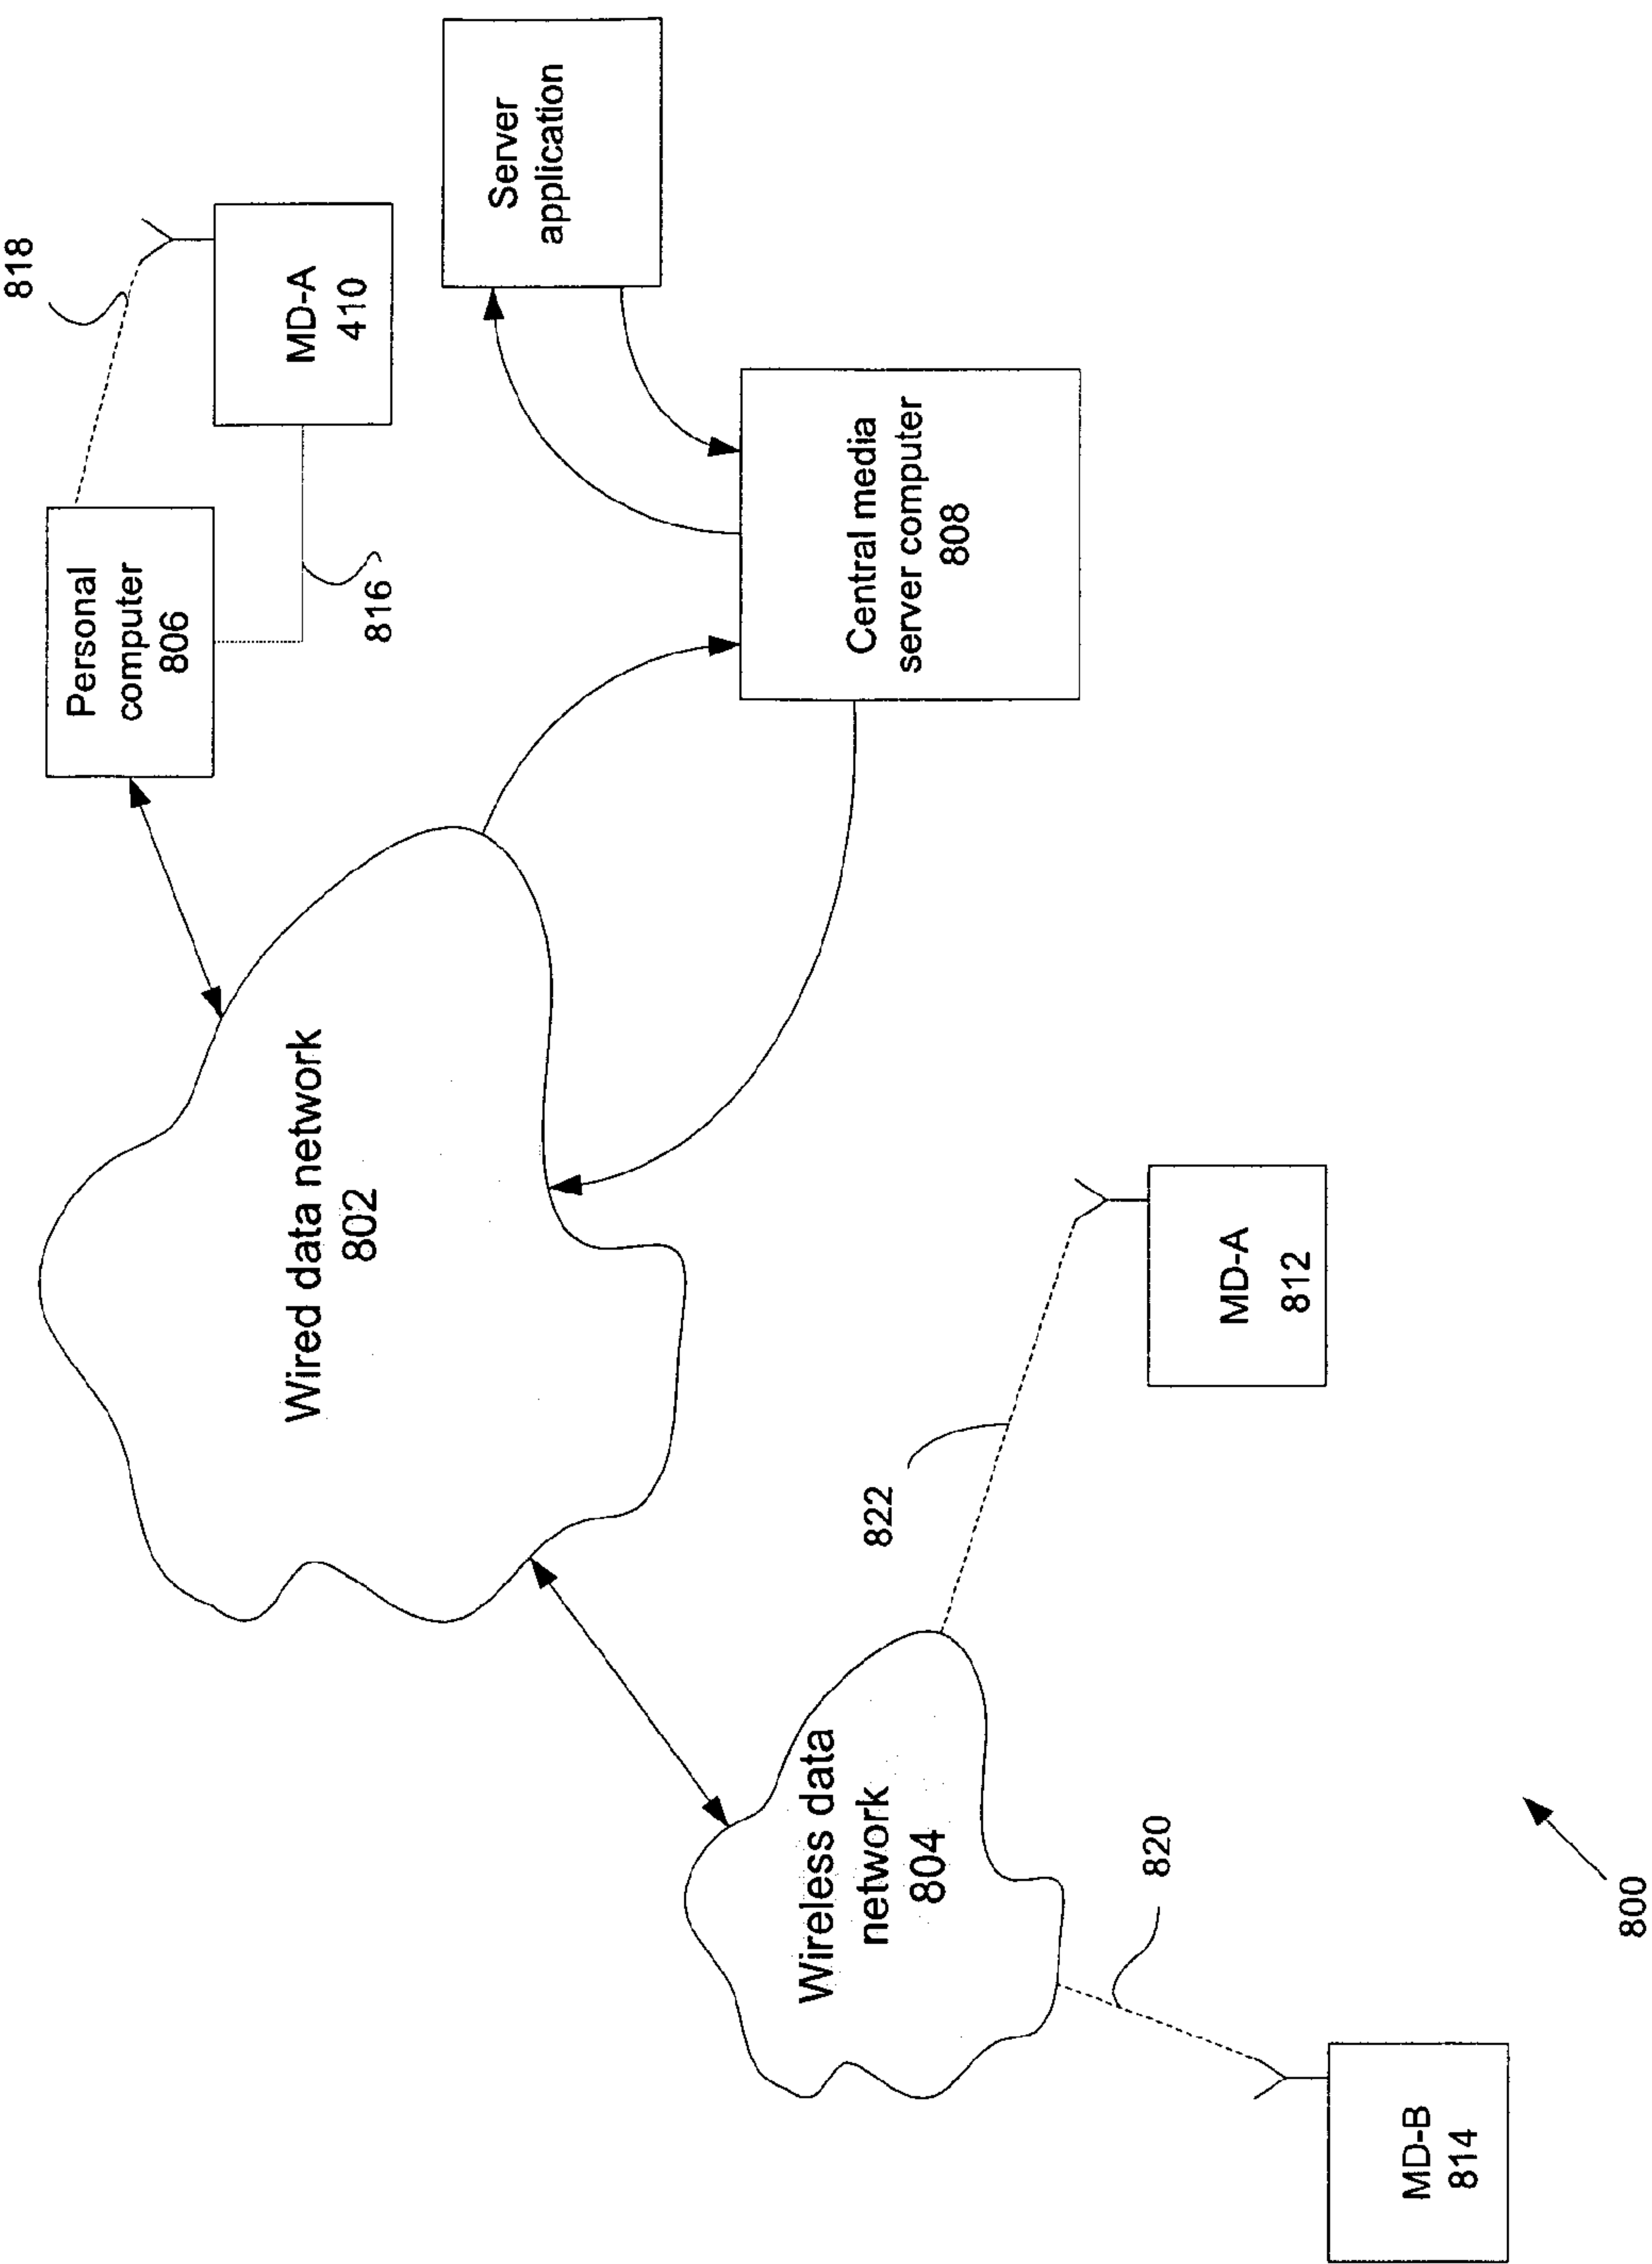 818
Personal
computer
806
MD-A
410
816
Wired data network
802
Server
application
Central media
server computer
808
Wireless data
network
804
822
820
MD-A
812
MD-B
814
800